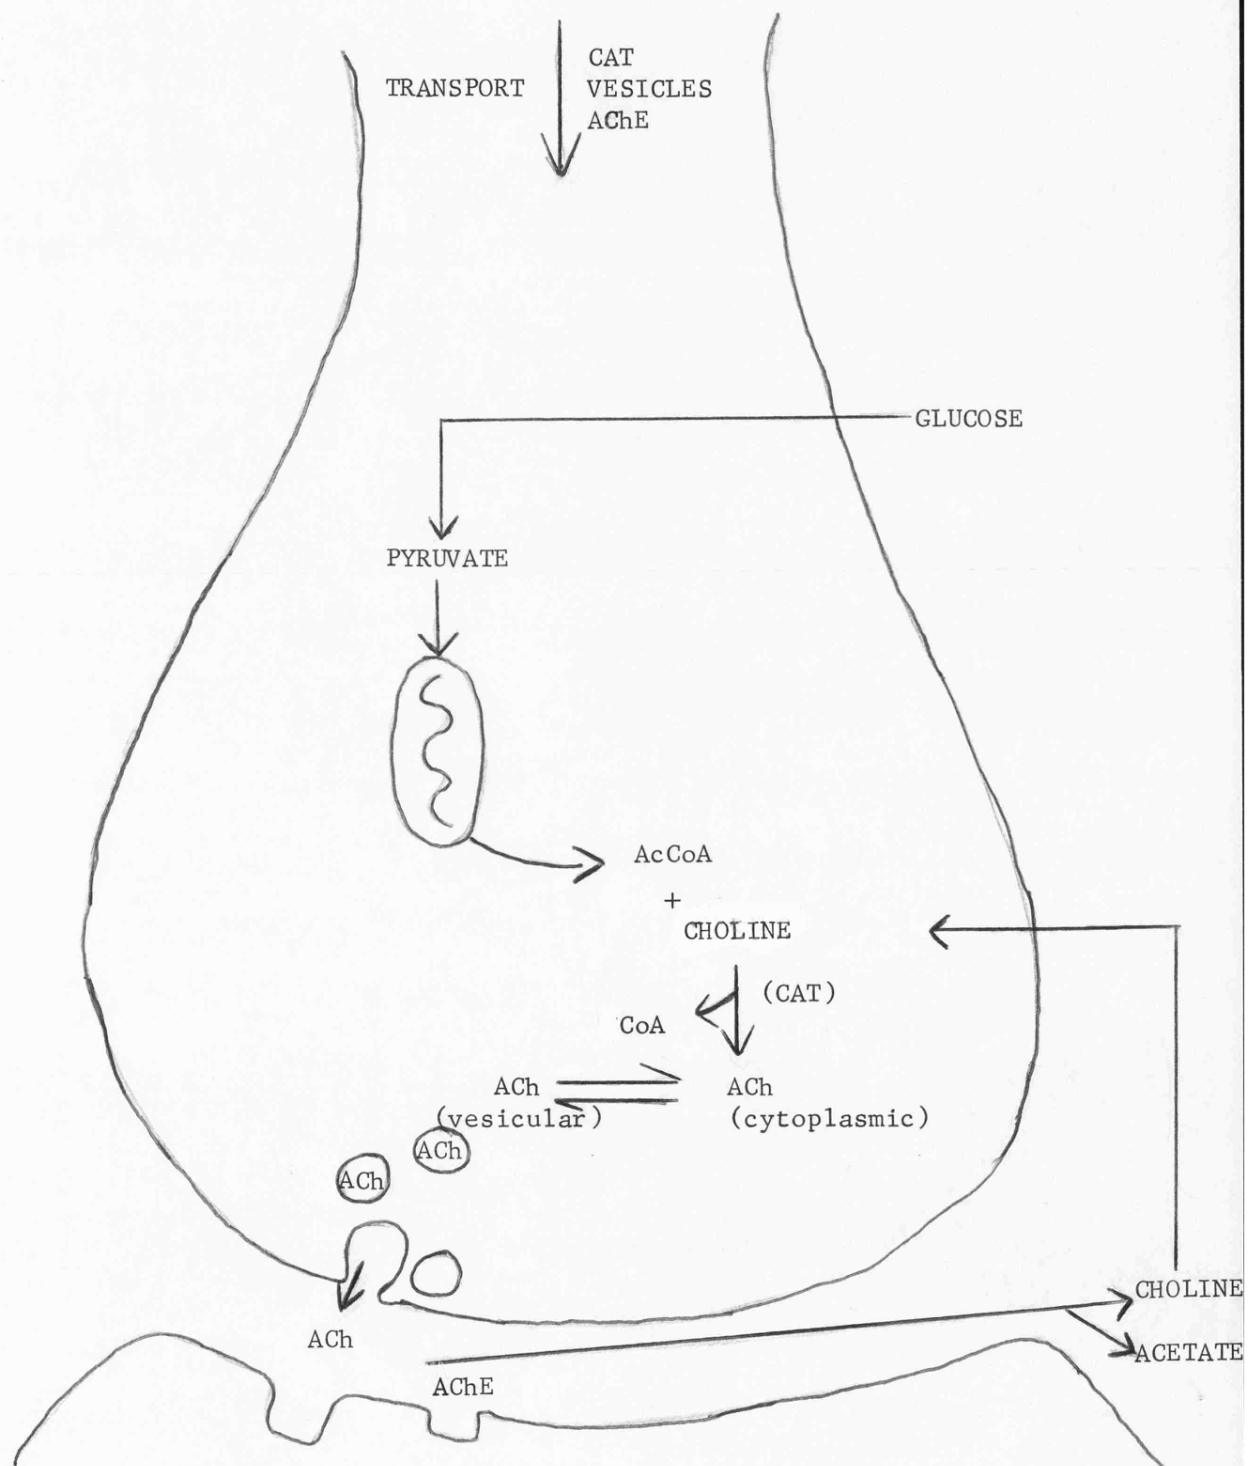 TRANSPORT
CAT
VESICLES
AChE
GLUCOSE
PYRUVATE
AcCoA
+
CHOLINE
(CAT)
CoA
ACh
(vesicular)
ACh
(cytoplasmic)
ACh
ACh
ACh
AChE
CHOLINE
ACETATE